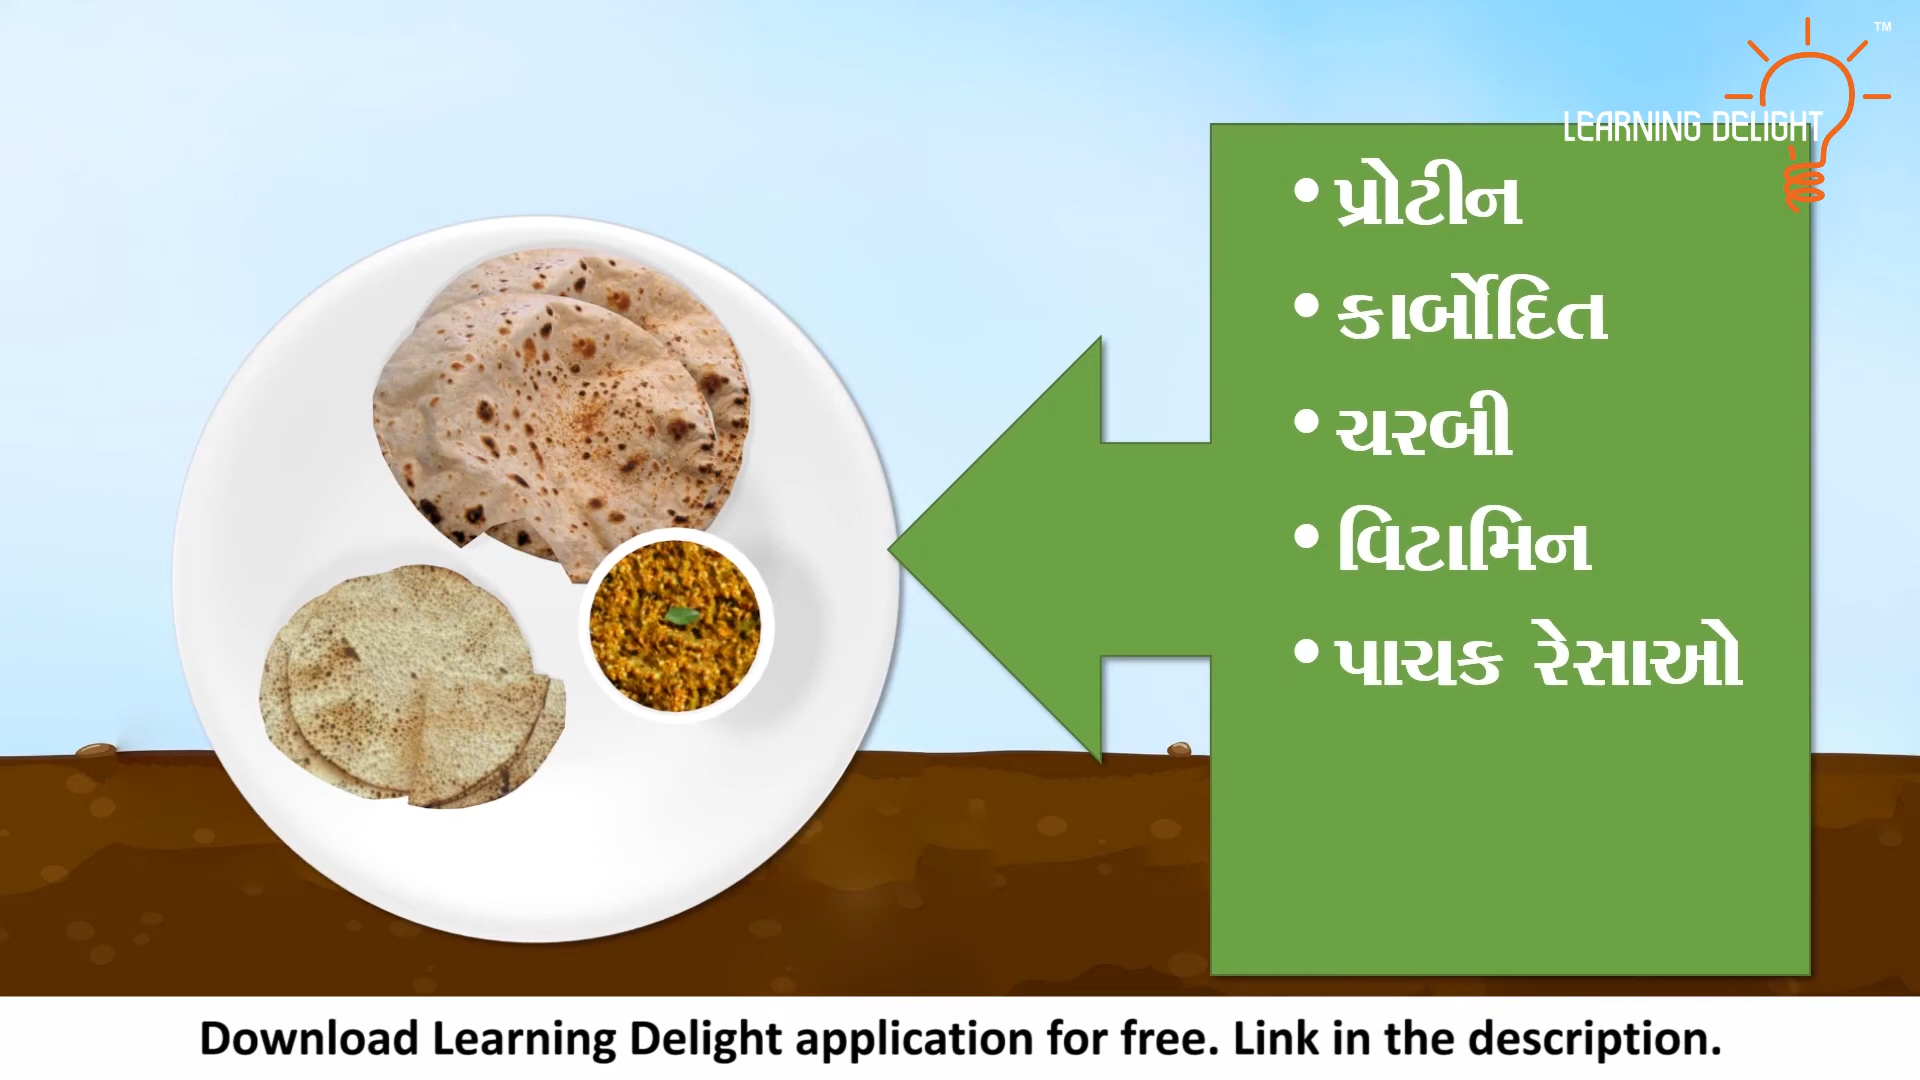 TM
LEARNING DELIGHT
• પ્રોટીન
• કાર્બોદિત
• ચરબી
• વિટામિન
• પાચક રેસાઓ
Download Learning Delight application for free. Link in the description.